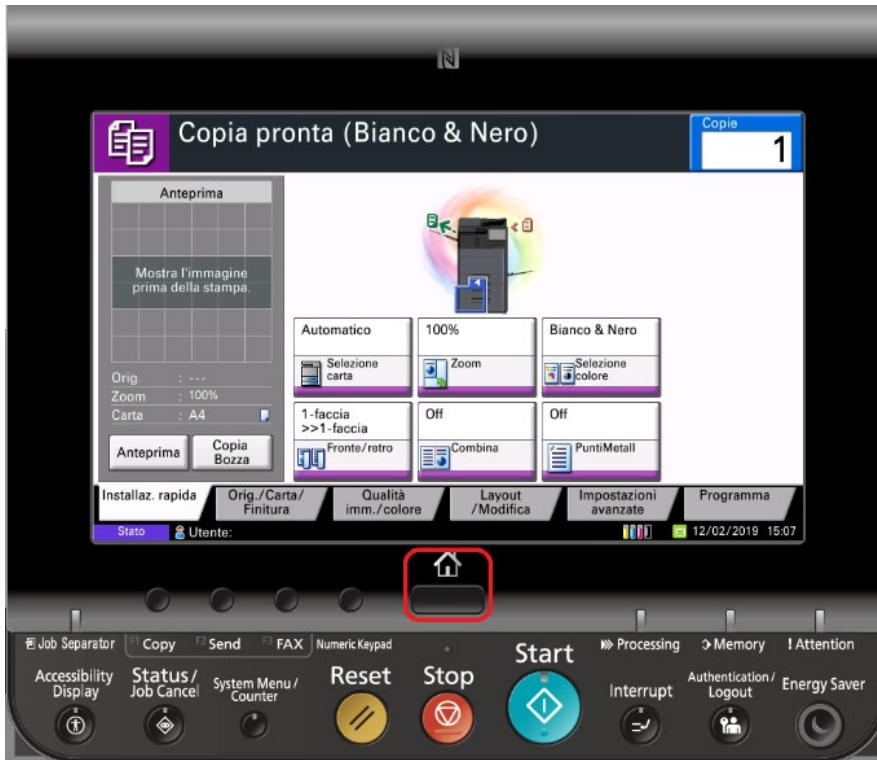 Copia pronta (Bianco & Nero)
Copie
1
Anteprima
Mostra l'immagine
prima della stampa.
Orig. : ---
Zoom : 100%
Carta : A4
Anteprima
Copia
Bozza
Automatico
Selezione
carta
100%
Zoom
Bianco & Nero
Selezione
colore
1-faccia
>>1-faccia
Fronte/retro
Off
Combina
Off
PuntiMetall
Installaz. rapida
Orig./Carta/
Finitura
Qualità
imm./colore
Layout
/Modifica
Impostazioni
avanzate
Programma
Stato
Utente:
12/02/2019 15:07
Job Separator
F1 Copy
F2 Send
F3 FAX
Numeric Keypad
Processing
Memory
! Attention
Accessibility
Display
Status/
Job Cancel
System Menu/
Counter
Reset
Stop
Start
Interrupt
Authentication/
Logout
Energy Saver